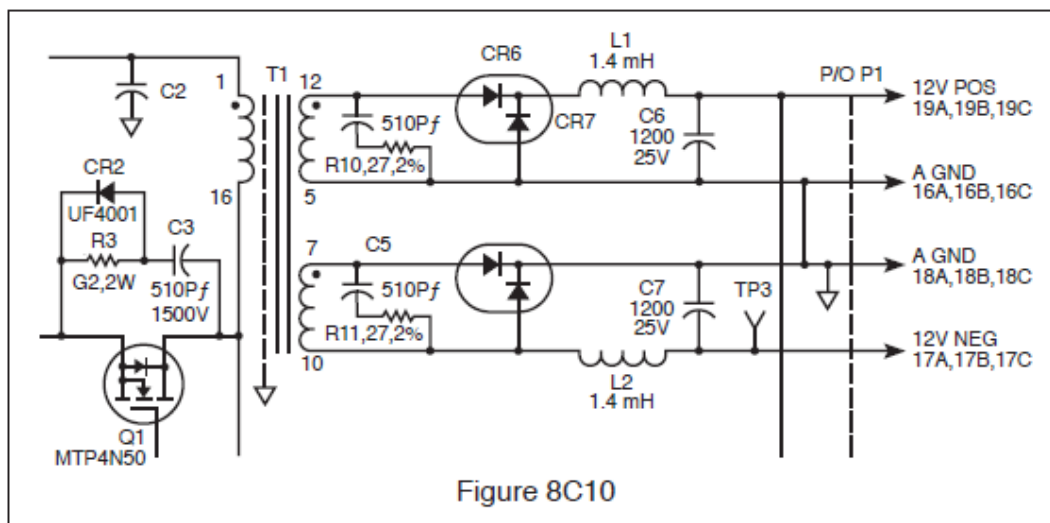 L1
1.4 mH
CR6
P/O P1
1
T1
12
12V POS
19A,19B,19C
C2
510Pƒ
CR7
C6
1200
25V
R10,27,2%
CR2
16
5
A GND
16A,16B,16C
UF4001
C3
R3
7
C5
A GND
18A,18B,18C
G2,2W
510Pƒ
1500V
510Pƒ
C7
1200
25V
TP3
R11,27,2%
10
12V NEG
17A,17B,17C
L2
1.4 mH
Q1
MTP4N50
Figure 8C10